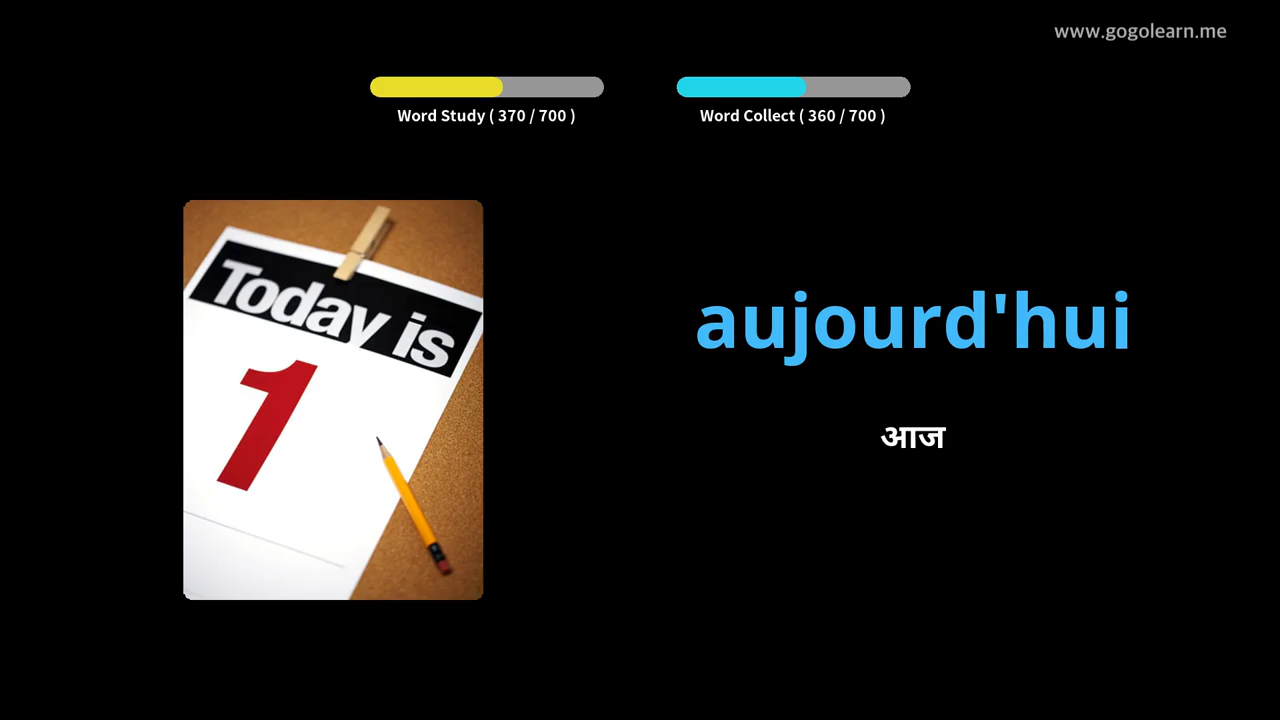 www.gogolearn.me
Word Study ( 370 / 700 )
Word Collect ( 360 / 700 )
Today is
1
aujourd'hui
आज